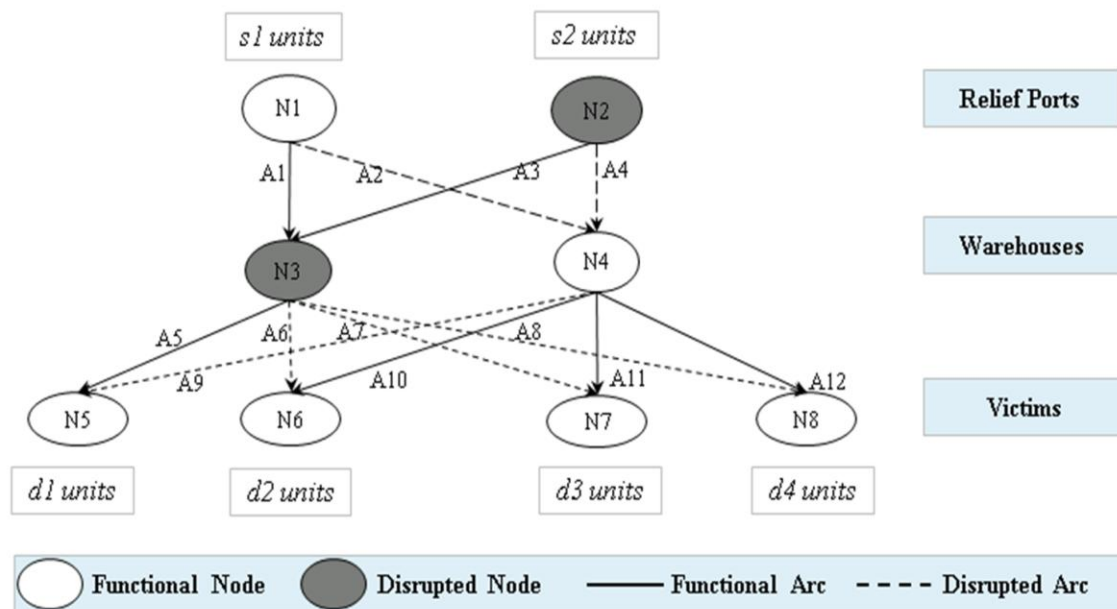 s1 units
s2 units
N1
N2
Relief Ports
A1
A2
A3
A4
N3
N4
Warehouses
A5
A6
A7
A8
A9
A10
A11
A12
N5
N6
N7
N8
Victims
d1 units
d2 units
d3 units
d4 units
Functional Node
Disrupted Node
Functional Arc
Disrupted Arc